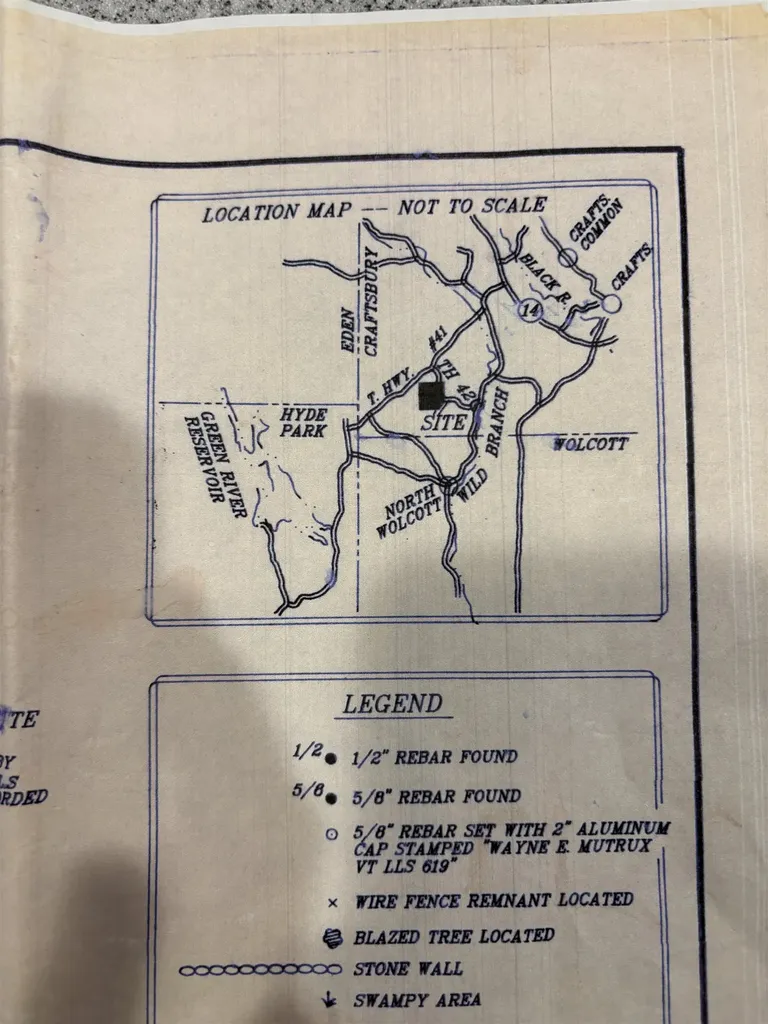 LOCATION MAP -- NOT TO SCALE
CRAFTS.
COMMON
CRAFTS.
BLACK R.
14
EDEN
CRAFTSBURY
#41
T. HWY.
TH 42
SITE
HYDE
PARK
GREEN RIVER
RESERVOIR
BRANCH
WOLCOTT
WILD
NORTH
WOLCOTT
LEGEND
1/2 1/2" REBAR FOUND
5/8 5/8" REBAR FOUND
5/8" REBAR SET WITH 2" ALUMINUM
CAP STAMPED "WAYNE E. MUTRUX
VT LLS 619"
WIRE FENCE REMNANT LOCATED
BLAZED TREE LOCATED
STONE WALL
SWAMPY AREA
TE
BY
LS
RDED